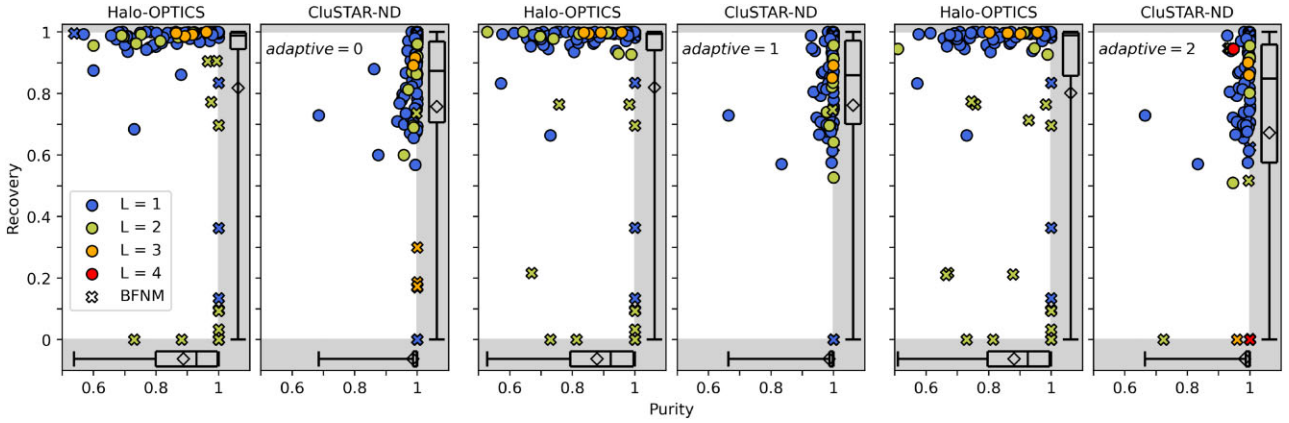 Halo-OPTICS CluSTAR-ND Halo-OPTICS CluSTAR-ND Halo-OPTICS CluSTAR-ND
adaptive = 0 adaptive = 1 adaptive = 2
1
0.8
0.6
0.4
0.2
0
Recovery
L = 1
L = 2
L = 3
L = 4
BFNM
0.6 0.8 1 0.6 0.8 1 0.6 0.8 1 0.6 0.8 1 0.6 0.8 1 0.6 0.8 1
Purity